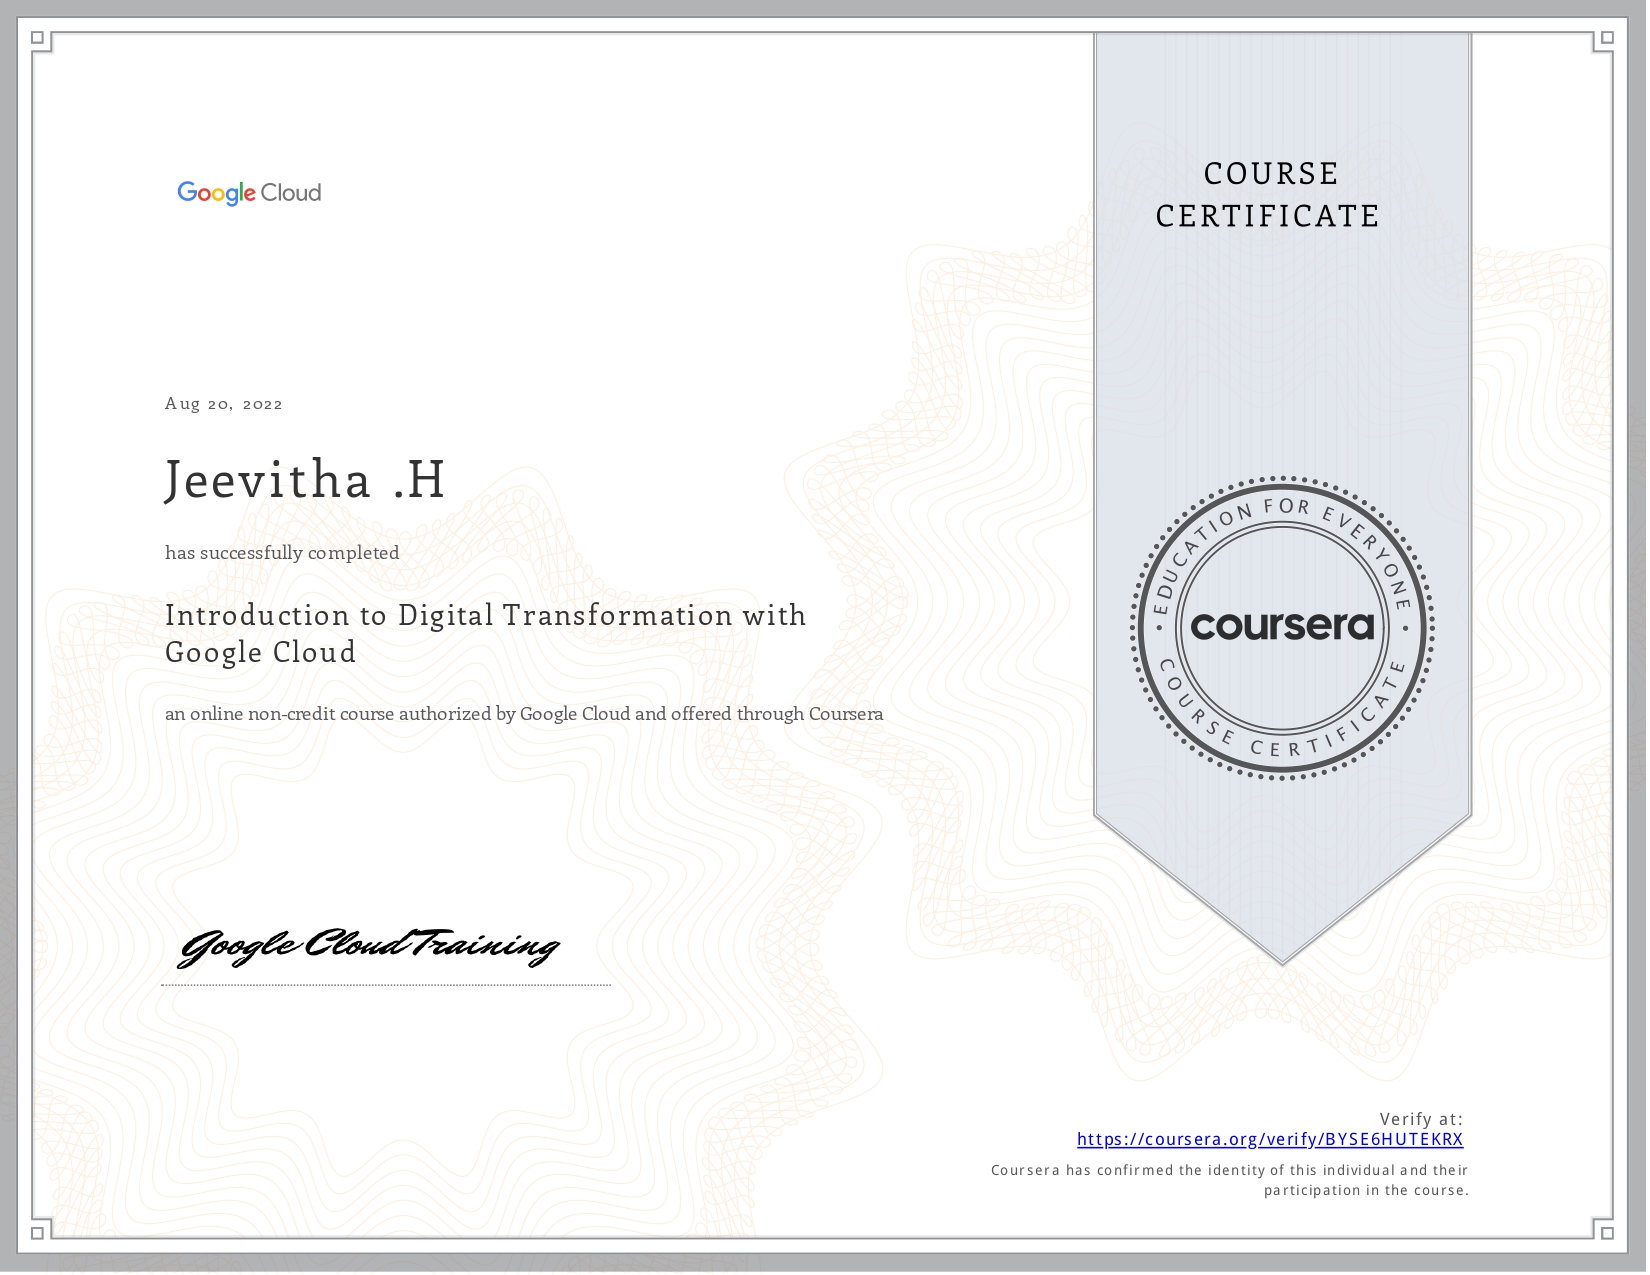 Google Cloud
COURSE
CERTIFICATE
Aug 20, 2022
Jeevitha .H
has successfully completed
Introduction to Digital Transformation with
Google Cloud
an online non-credit course authorized by Google Cloud and offered through Coursera
EDUCATION FOR EVERYONE
coursera
COURSE CERTIFICATE
Google Cloud Training
Verify at:
https://coursera.org/verify/BYSE6HUTEKRX
Coursera has confirmed the identity of this individual and their
participation in the course.